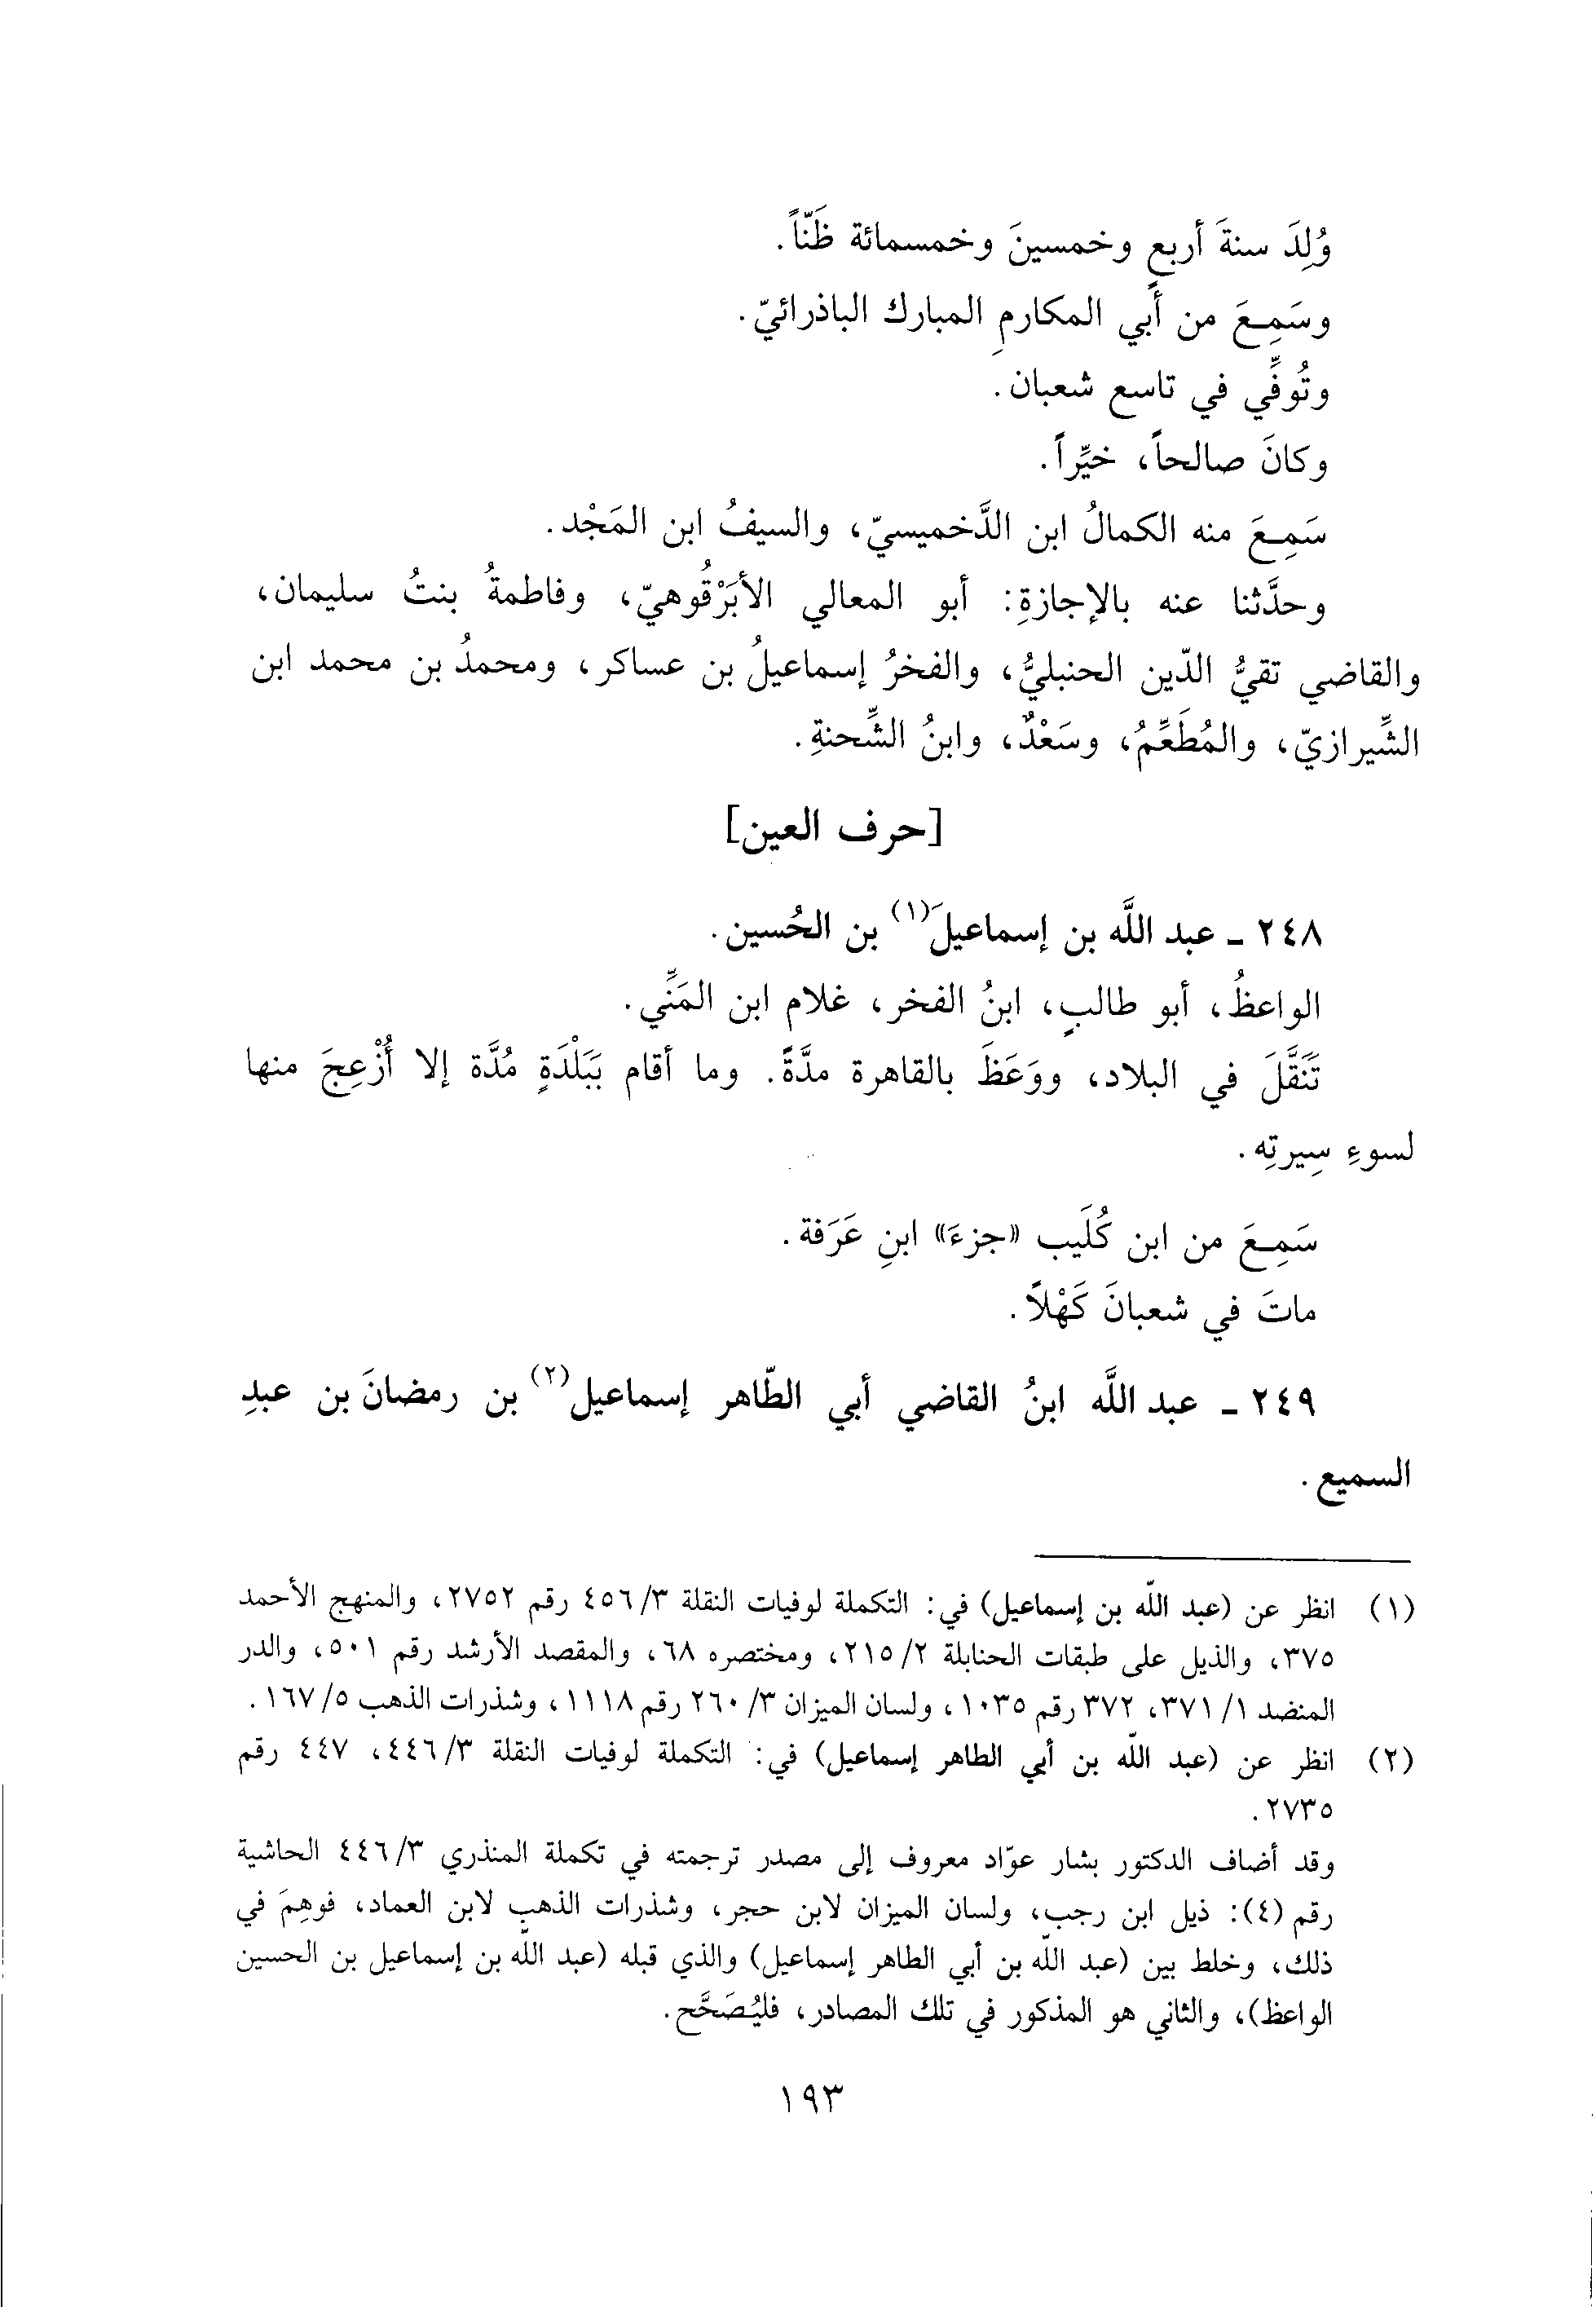 وُلِدَ سنةَ أربعٍ وخمسينَ وخمسمائة ظَنّاً.
وسَمِعَ من أبي المكارمِ المبارك الباذرائيّ.
وتُوفِّي في تاسع شعبان.
وكانَ صالحاً، خيِّراً.
سَمِعَ منه الكمالُ ابن الدَّخميسيّ، والسيفُ ابن المَجْد.
وحدَّثنا عنه بالإجازةِ: أبو المعالي الأبَرْقُوهيّ، وفاطمةُ بنتُ سليمان،
والقاضي تقيُّ الدّين الحنبليُّ، والفخرُ إسماعيلُ بن عساكر، ومحمدُ بن محمد ابن
الشِّيرازيّ، والمُطَعِّمُ، وسَعْدٌ، وابنُ الشِّحنةِ.
[حرف العين]
٢٤٨ ـ عبد اللَّه بن إسماعيلَ(١) بن الحُسين.
الواعظُ، أبو طالبٍ، ابنُ الفخر، غلام ابن المَنِّي.
تَنَقَّلَ في البلاد، ووَعَظَ بالقاهرة مدَّةً. وما أقام بَبَلْدَةٍ مُدَّة إلا أُزْعِجَ منها
لسوءِ سِيرتِه.
سَمِعَ من ابن كُلَيب «جزءَ» ابنِ عَرَفة.
ماتَ في شعبانَ كَهْلاً.
٢٤٩ ـ عبد اللَّه ابنُ القاضي أبي الطّاهر إسماعيل(٢) بن رمضانَ بن عبدِ
السميع.
(١) انظر عن (عبد اللّه بن إسماعيل) في: التكملة لوفيات النقلة ٣/ ٤٥٦ رقم ٢٧٥٢، والمنهج الأحمد
٣٧٥، والذيل على طبقات الحنابلة ٢/ ٢١٥، ومختصره ٦٨، والمقصد الأرشد رقم ٥٠١، والدر
المنضد ١/ ٣٧١، ٣٧٢ رقم ١٠٣٥، ولسان الميزان ٣/ ٢٦٠ رقم ١١١٨، وشذرات الذهب ٥/ ١٦٧.
(٢) انظر عن (عبد اللّه بن أبي الطاهر إسماعيل) في: التكملة لوفيات النقلة ٣/ ٤٤٦، ٤٤٧ رقم
٢٧٣٥.
وقد أضاف الدكتور بشار عوّاد معروف إلى مصدر ترجمته في تكملة المنذري ٣/ ٤٤٦ الحاشية
رقم (٤): ذيل ابن رجب، ولسان الميزان لابن حجر، وشذرات الذهب لابن العماد، فوهِمَ في
ذلك، وخلط بين (عبد اللّه بن أبي الطاهر إسماعيل) والذي قبله (عبد اللّه بن إسماعيل بن الحسين
الواعظ)، والثاني هو المذكور في تلك المصادر، فليُصَحَّح.
١٩٣